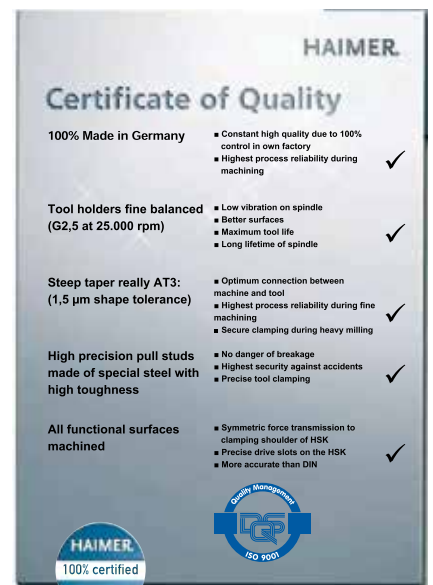 HAIMER.
Certificate of Quality
100% Made in Germany
■ Constant high quality due to 100%
control in own factory
■ Highest process reliability during
machining
✓
Tool holders fine balanced
(G2,5 at 25.000 rpm)
■ Low vibration on spindle
■ Better surfaces
■ Maximum tool life
■ Long lifetime of spindle
✓
Steep taper really AT3:
(1,5 µm shape tolerance)
■ Optimum connection between
machine and tool
■ Highest process reliability during fine
machining
■ Secure clamping during heavy milling
✓
High precision pull studs
made of special steel with
high toughness
■ No danger of breakage
■ Highest security against accidents
■ Precise tool clamping
✓
All functional surfaces
machined
■ Symmetric force transmission to
clamping shoulder of HSK
■ Precise drive slots on the HSK
■ More accurate than DIN
✓
Quality Management
DQS
ISO 9001
HAIMER.
100% certified